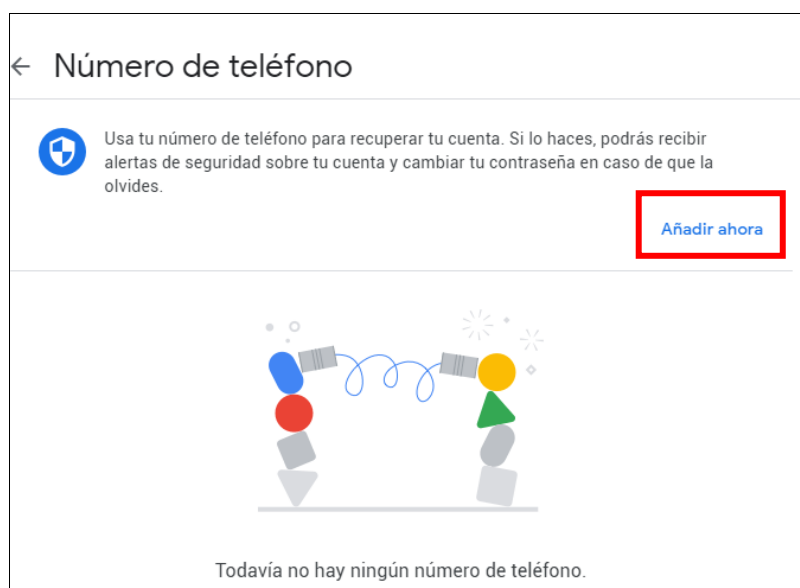 Número de teléfono
Usa tu número de teléfono para recuperar tu cuenta. Si lo haces, podrás recibir
alertas de seguridad sobre tu cuenta y cambiar tu contraseña en caso de que la
olvides.
Añadir ahora
Todavía no hay ningún número de teléfono.